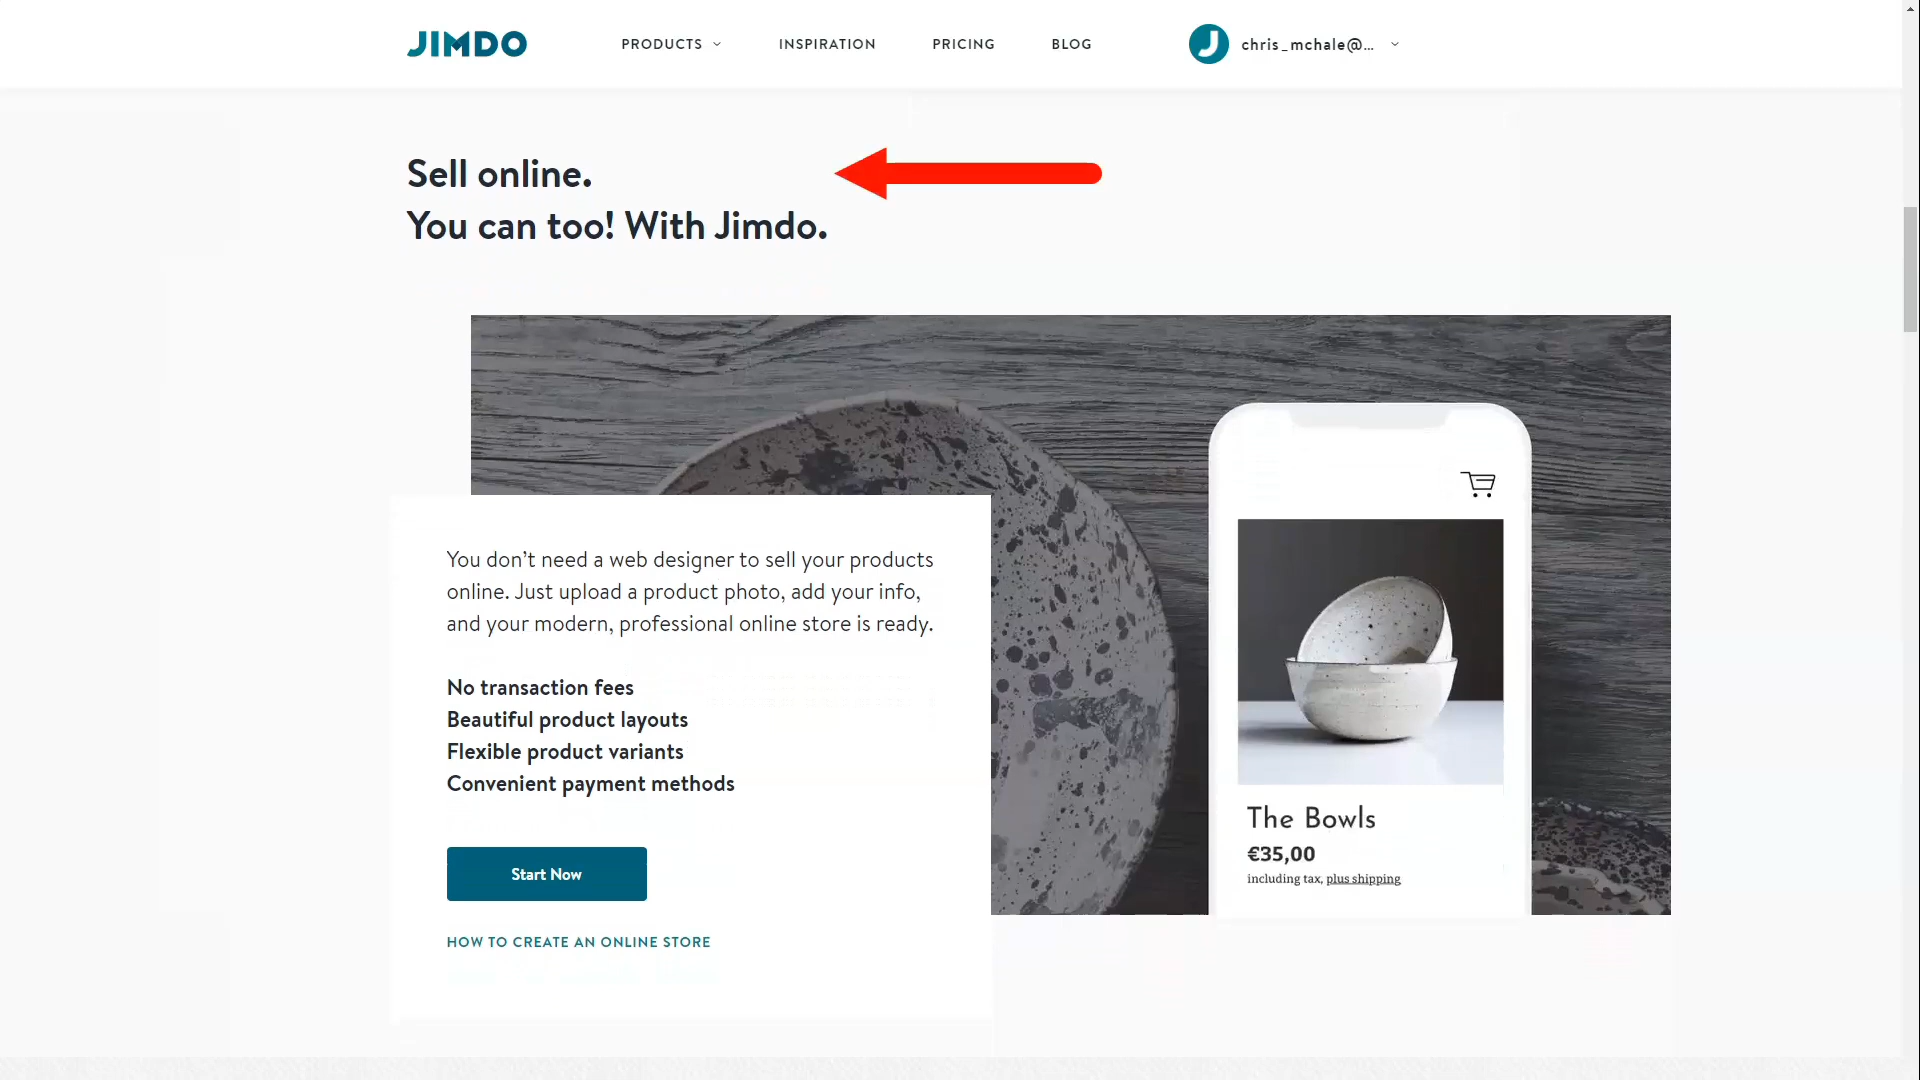 JIMDO
PRODUCTS
INSPIRATION
PRICING
BLOG
chris_mchale@...
Sell online.
You can too! With Jimdo.
You don’t need a web designer to sell your products
online. Just upload a product photo, add your info,
and your modern, professional online store is ready.
No transaction fees
Beautiful product layouts
Flexible product variants
Convenient payment methods
Start Now
HOW TO CREATE AN ONLINE STORE
The Bowls
€35,00
including tax, plus shipping